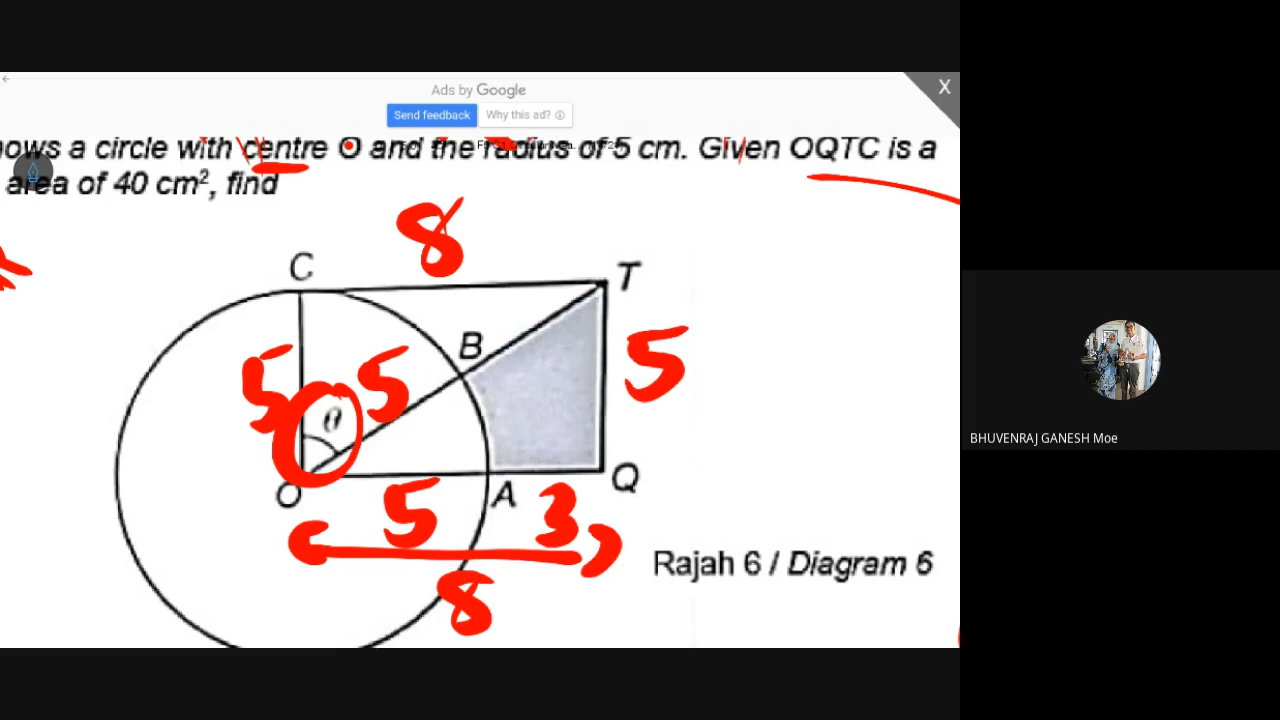 Ads by Google
Send feedback
Why this ad?
X
ows a circle with centre O and the radius of 5 cm. Given OQTC is a
area of 40 cm², find
8
C
T
B
5
5
5
θ
O
A
Q
5
3
8
Rajah 6 / Diagram 6
BHUVENRAJ GANESH Moe